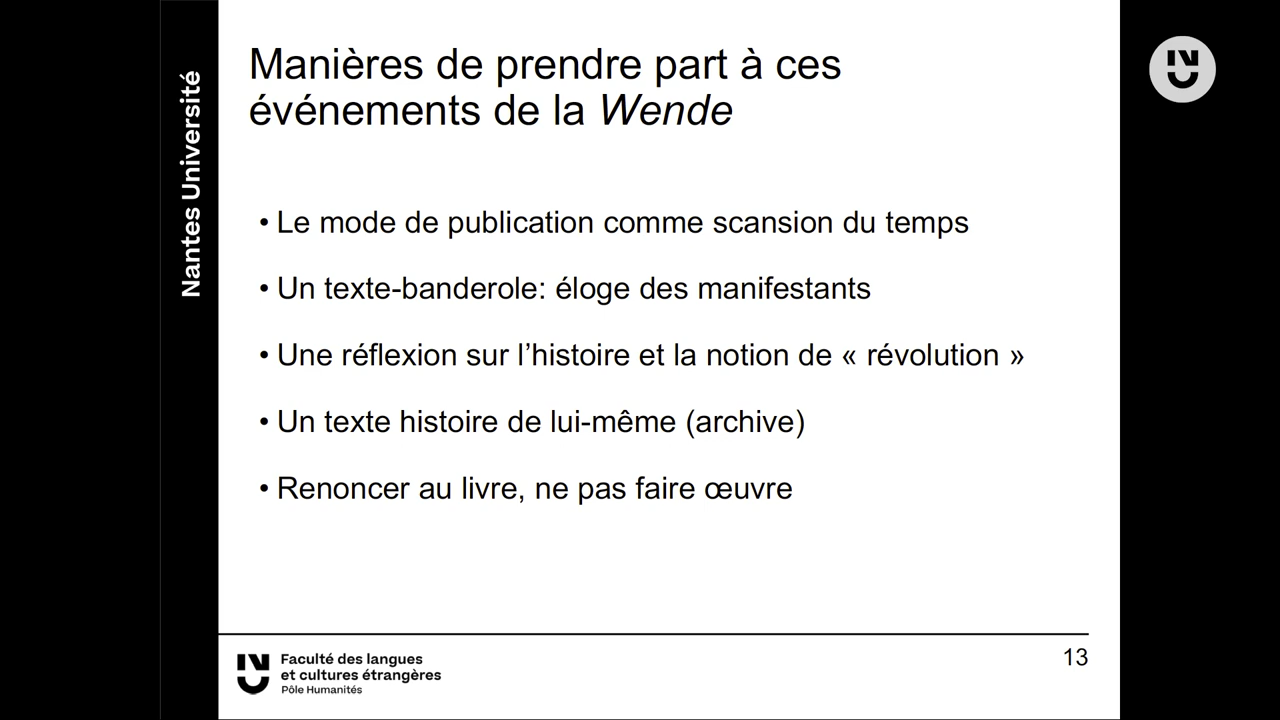 Nantes Université
Manières de prendre part à ces
événements de la Wende
• Le mode de publication comme scansion du temps
• Un texte-banderole: éloge des manifestants
• Une réflexion sur l’histoire et la notion de « révolution »
• Un texte histoire de lui-même (archive)
• Renoncer au livre, ne pas faire œuvre
Faculté des langues
et cultures étrangères
Pôle Humanités
13